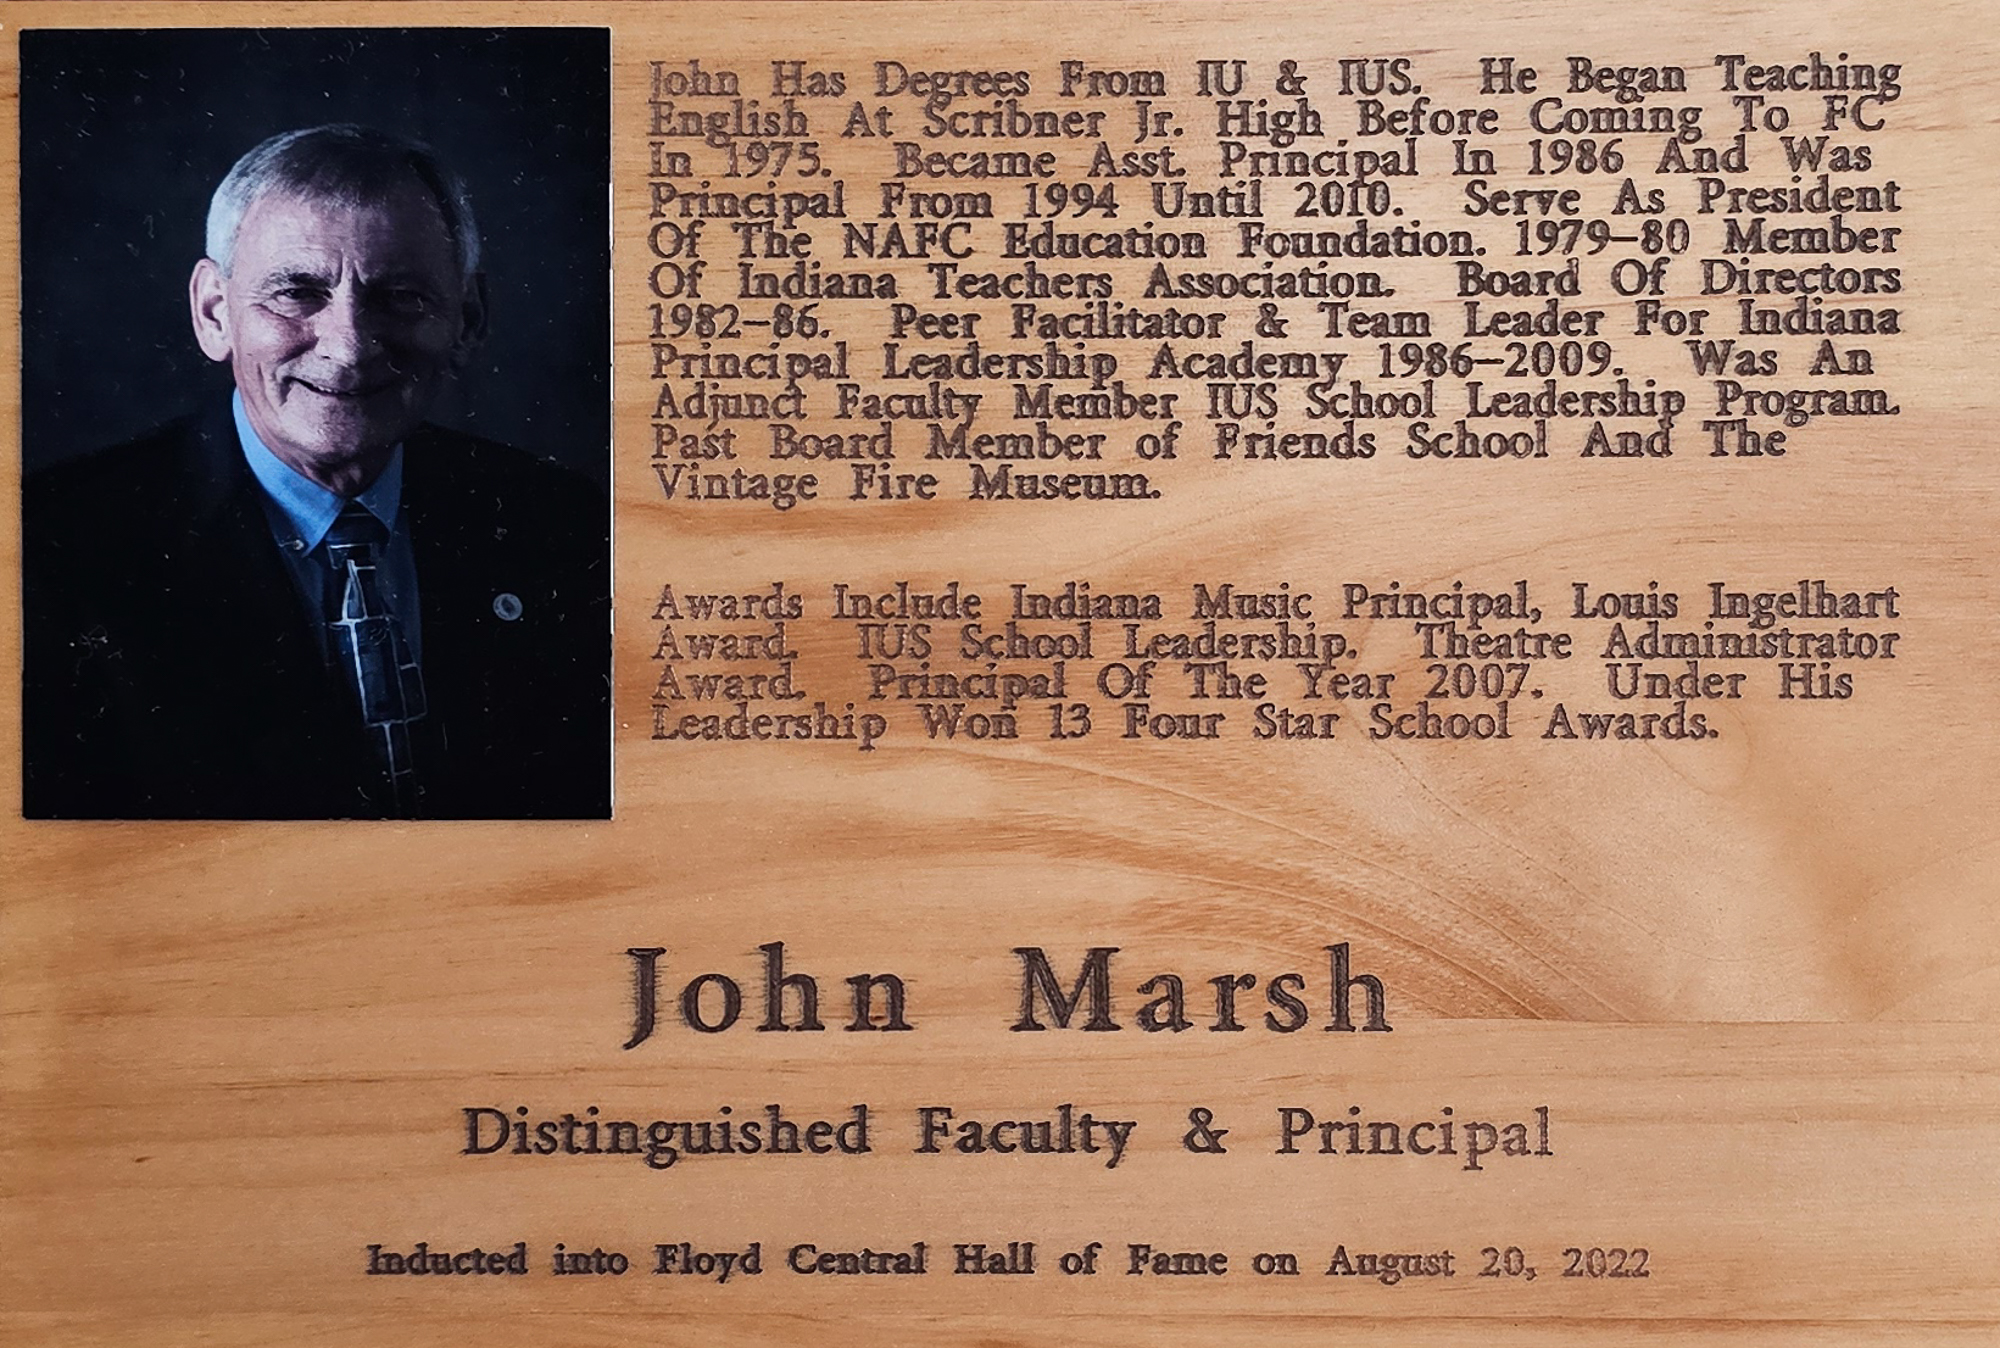 John Has Degrees From IU & IUS. He Began Teaching
English At Scribner Jr. High Before Coming To FC
In 1975. Became Asst. Principal In 1986 And Was
Principal From 1994 Until 2010. Serve As President
Of The NAFC Education Foundation. 1979-80 Member
Of Indiana Teachers Association. Board Of Directors
1982-86. Peer Facilitator & Team Leader For Indiana
Principal Leadership Academy 1986-2009. Was An
Adjunct Faculty Member IUS School Leadership Program.
Past Board Member of Friends School And The
Vintage Fire Museum.
Awards Include Indiana Music Principal, Louis Ingelhart
Award. IUS School Leadership. Theatre Administrator
Award. Principal Of The Year 2007. Under His
Leadership Won 13 Four Star School Awards.
John Marsh
Distinguished Faculty & Principal
Inducted into Floyd Central Hall of Fame on August 20, 2022